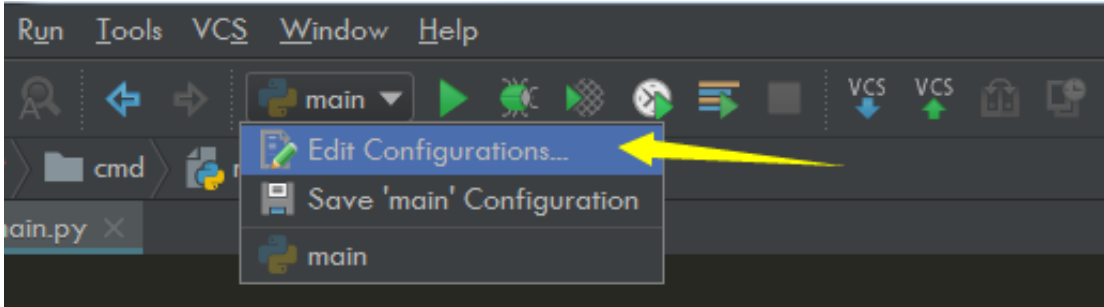 Run Tools VCS Window Help
main VCS VCS
Edit Configurations...
cmd
Save 'main' Configuration
ain.py
main